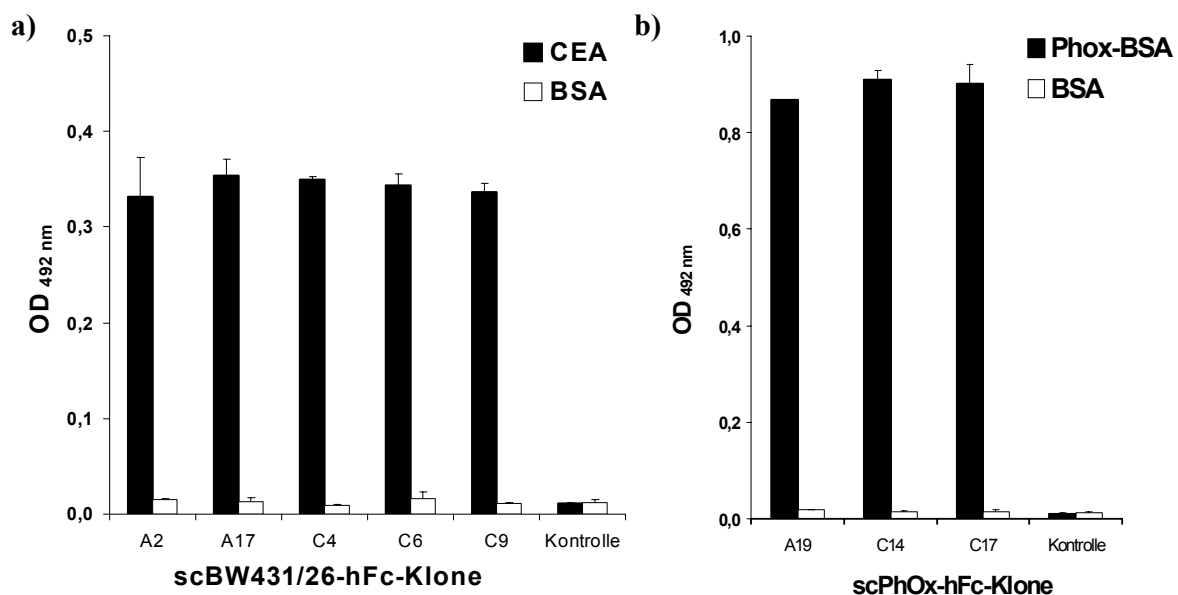 a)
0,5
0,4
0,3
0,2
0,1
0,0
OD 492 nm
CEA
BSA
A2 A17 C4 C6 C9 Kontrolle
scBW431/26-hFc-Klone
b)
1,0
0,8
0,6
0,4
0,2
0,0
OD 492 nm
Phox-BSA
BSA
A19 C14 C17 Kontrolle
scPhOx-hFc-Klone